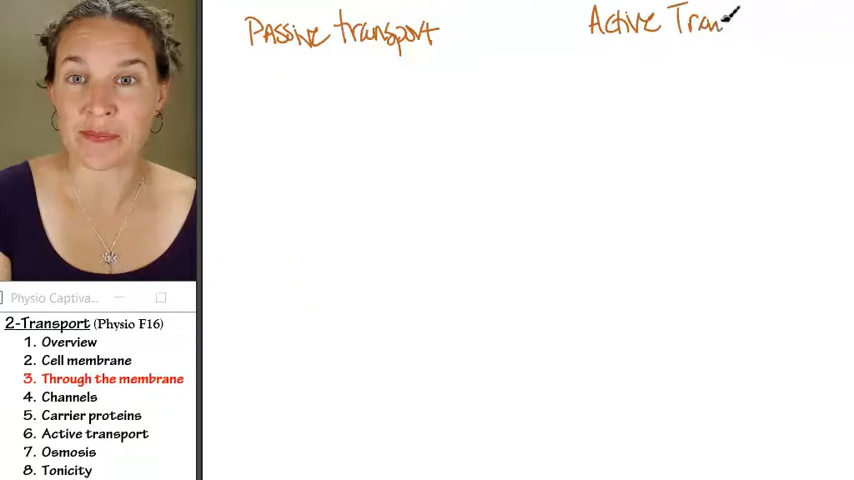 Passive transport
Active Tran
Physio Captiva...
2-Transport (Physio F16)
1. Overview
2. Cell membrane
3. Through the membrane
4. Channels
5. Carrier proteins
6. Active transport
7. Osmosis
8. Tonicity